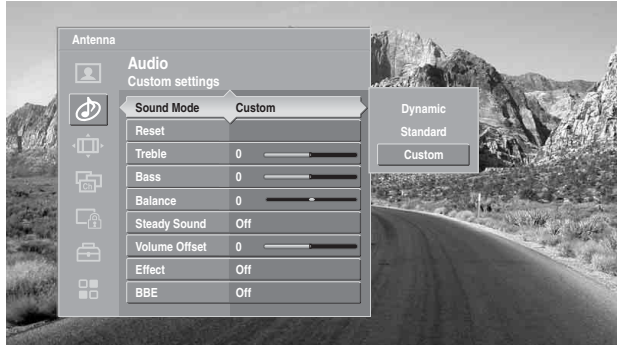 Antenna
Audio
Custom settings
Sound Mode Custom
Reset
Treble 0
Bass 0
Balance 0
Steady Sound Off
Volume Offset 0
Effect Off
BBE Off
Dynamic
Standard
Custom
Ch